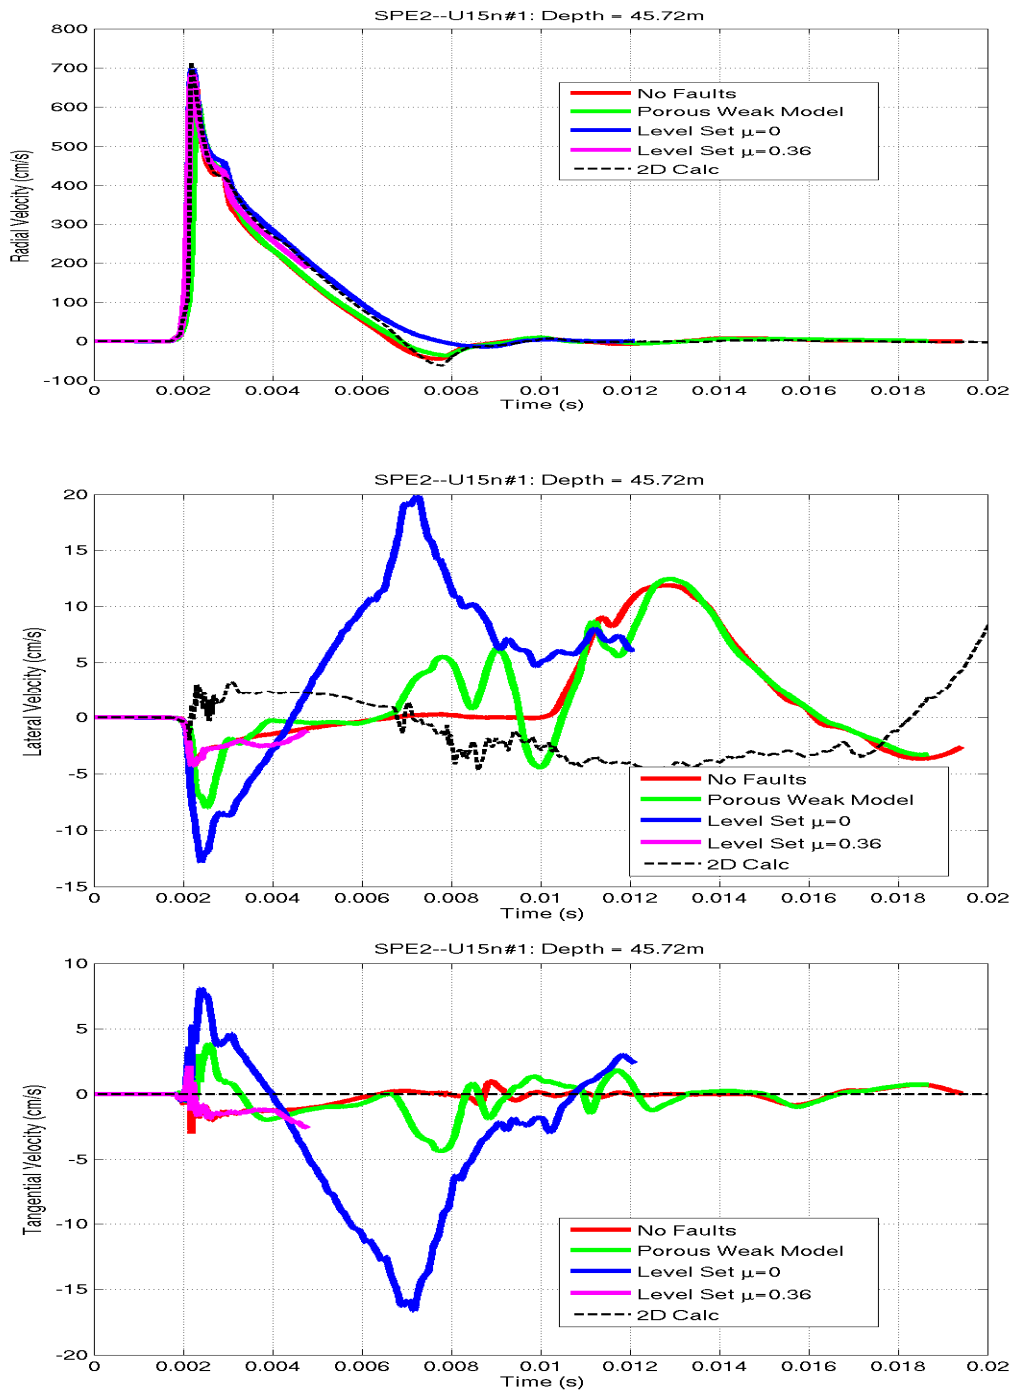 SPE2--U15n#1: Depth = 45.72m
800
700
600
500
400
300
200
100
0
-100
Radial Velocity (cm/s)
No Faults
Porous Weak Model
Level Set μ=0
Level Set μ=0.36
2D Calc
0 0.002 0.004 0.006 0.008 0.01 0.012 0.014 0.016 0.018 0.02
Time (s)
SPE2--U15n#1: Depth = 45.72m
20
15
10
5
0
-5
-10
-15
Lateral Velocity (cm/s)
No Faults
Porous Weak Model
Level Set μ=0
Level Set μ=0.36
2D Calc
0 0.002 0.004 0.006 0.008 0.01 0.012 0.014 0.016 0.018 0.02
Time (s)
SPE2--U15n#1: Depth = 45.72m
10
5
0
-5
-10
-15
-20
Tangential Velocity (cm/s)
No Faults
Porous Weak Model
Level Set μ=0
Level Set μ=0.36
2D Calc
0 0.002 0.004 0.006 0.008 0.01 0.012 0.014 0.016 0.018 0.02
Time (s)